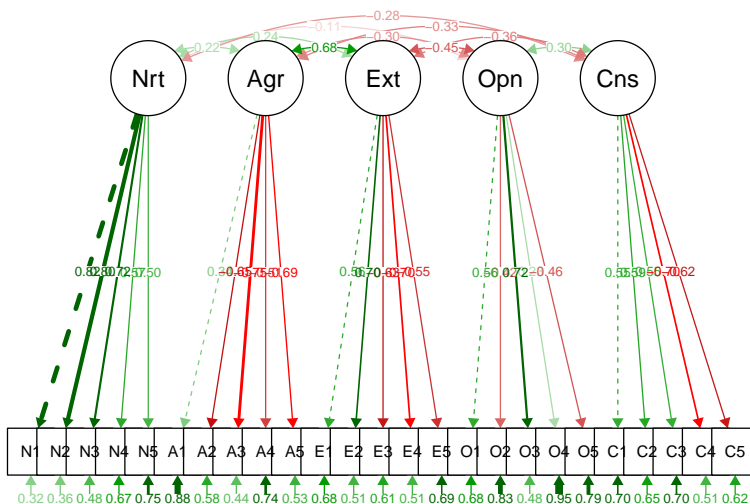 −0.28
−0.11 −0.33
0.24 −0.30 −0.36
0.22 0.68 −0.45 0.30
Nrt Agr Ext Opn Cns
0.72 0.50 −0.69 −0.55 0.72 −0.46 0.62
N1 N2 N3 N4 N5 A1 A2 A3 A4 A5 E1 E2 E3 E4 E5 O1 O2 O3 O4 O5 C1 C2 C3 C4 C5
0.32 0.36 0.48 0.67 0.75 0.88 0.58 0.44 0.74 0.53 0.68 0.51 0.61 0.51 0.69 0.68 0.83 0.48 0.95 0.79 0.70 0.65 0.70 0.51 0.62